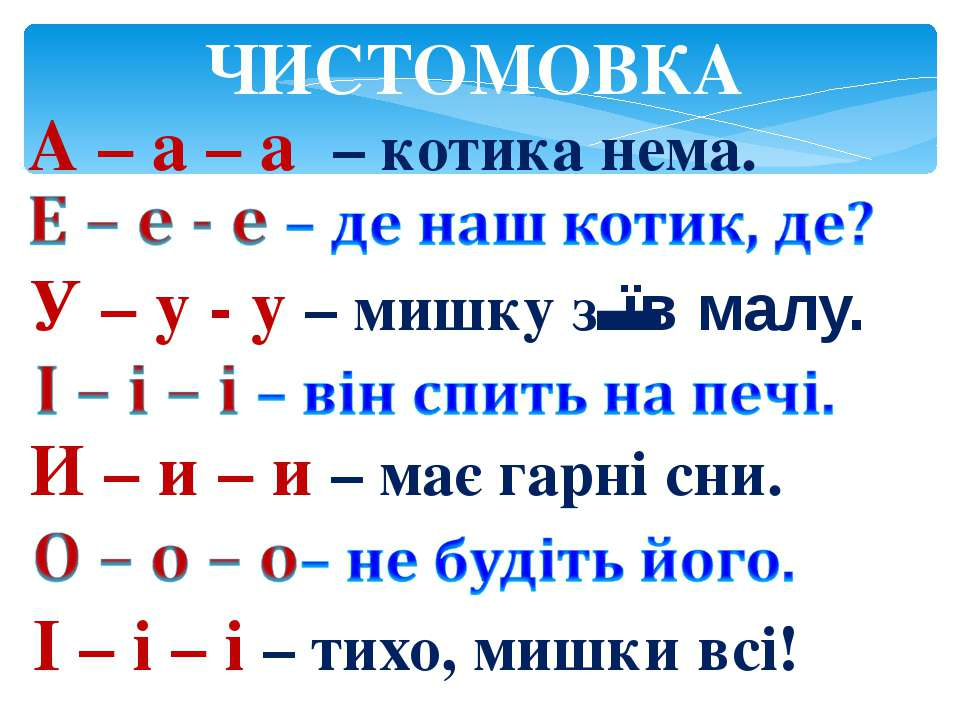 ЧИСТОМОВКА
А – а – а – котика нема.
Е – е - е – де наш котик, де?
У – у - у – мишку з їв малу.
І – і – і – він спить на печі.
И – и – и – має гарні сни.
О – о – о– не будіть його.
І – і – і – тихо, мишки всі!